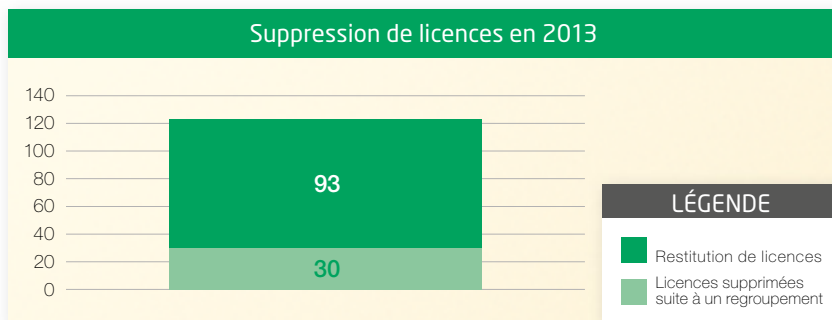 Suppression de licences en 2013
140
120
100
80
60
40
20
0
93
30
LÉGENDE
Restitution de licences
Licences supprimées
suite à un regroupement